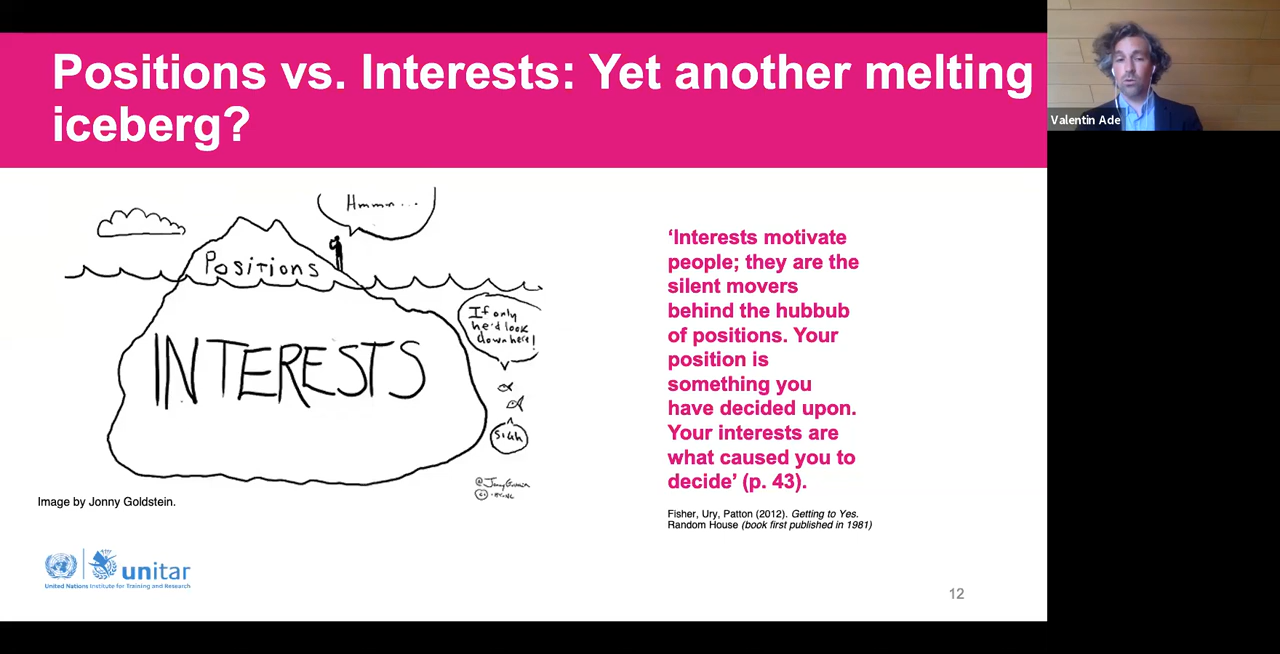 Positions vs. Interests: Yet another melting
iceberg?
Valentin Ade
Hmmm...
Positions
INTERESTS
If only
he'd look
down here!
sigh
‘Interests motivate
people; they are the
silent movers
behind the hubbub
of positions. Your
position is
something you
have decided upon.
Your interests are
what caused you to
decide’ (p. 43).
Fisher, Ury, Patton (2012). Getting to Yes.
Random House (book first published in 1981)
Image by Jonny Goldstein.
unitar
United Nations Institute for Training and Research
12